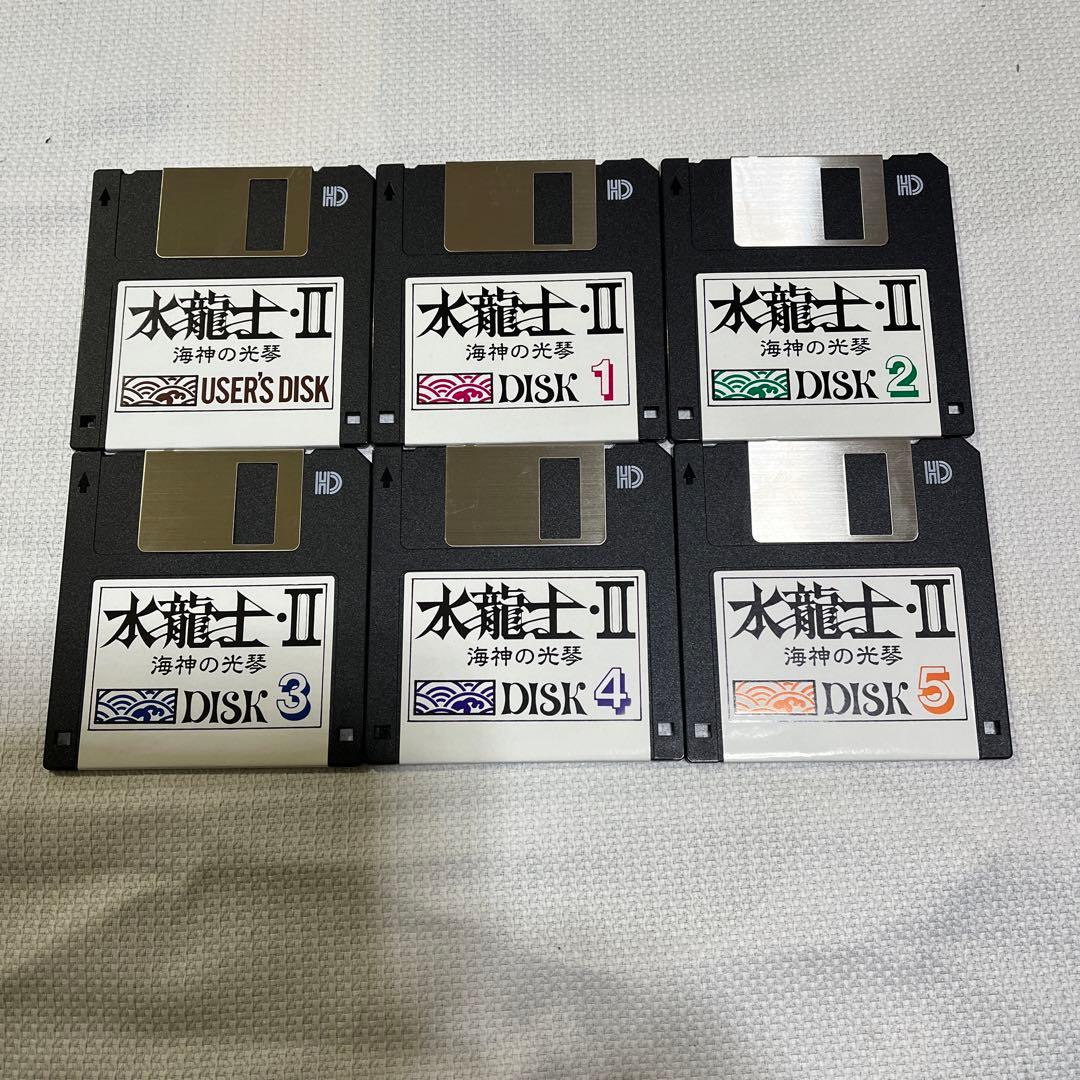 HD
水龍士・II
海神の光琴
USER'S DISK
HD
水龍士・II
海神の光琴
DISK 1
HD
水龍士・II
海神の光琴
DISK 2
HD
水龍士・II
海神の光琴
DISK 3
HD
水龍士・II
海神の光琴
DISK 4
HD
水龍士・II
海神の光琴
DISK 5